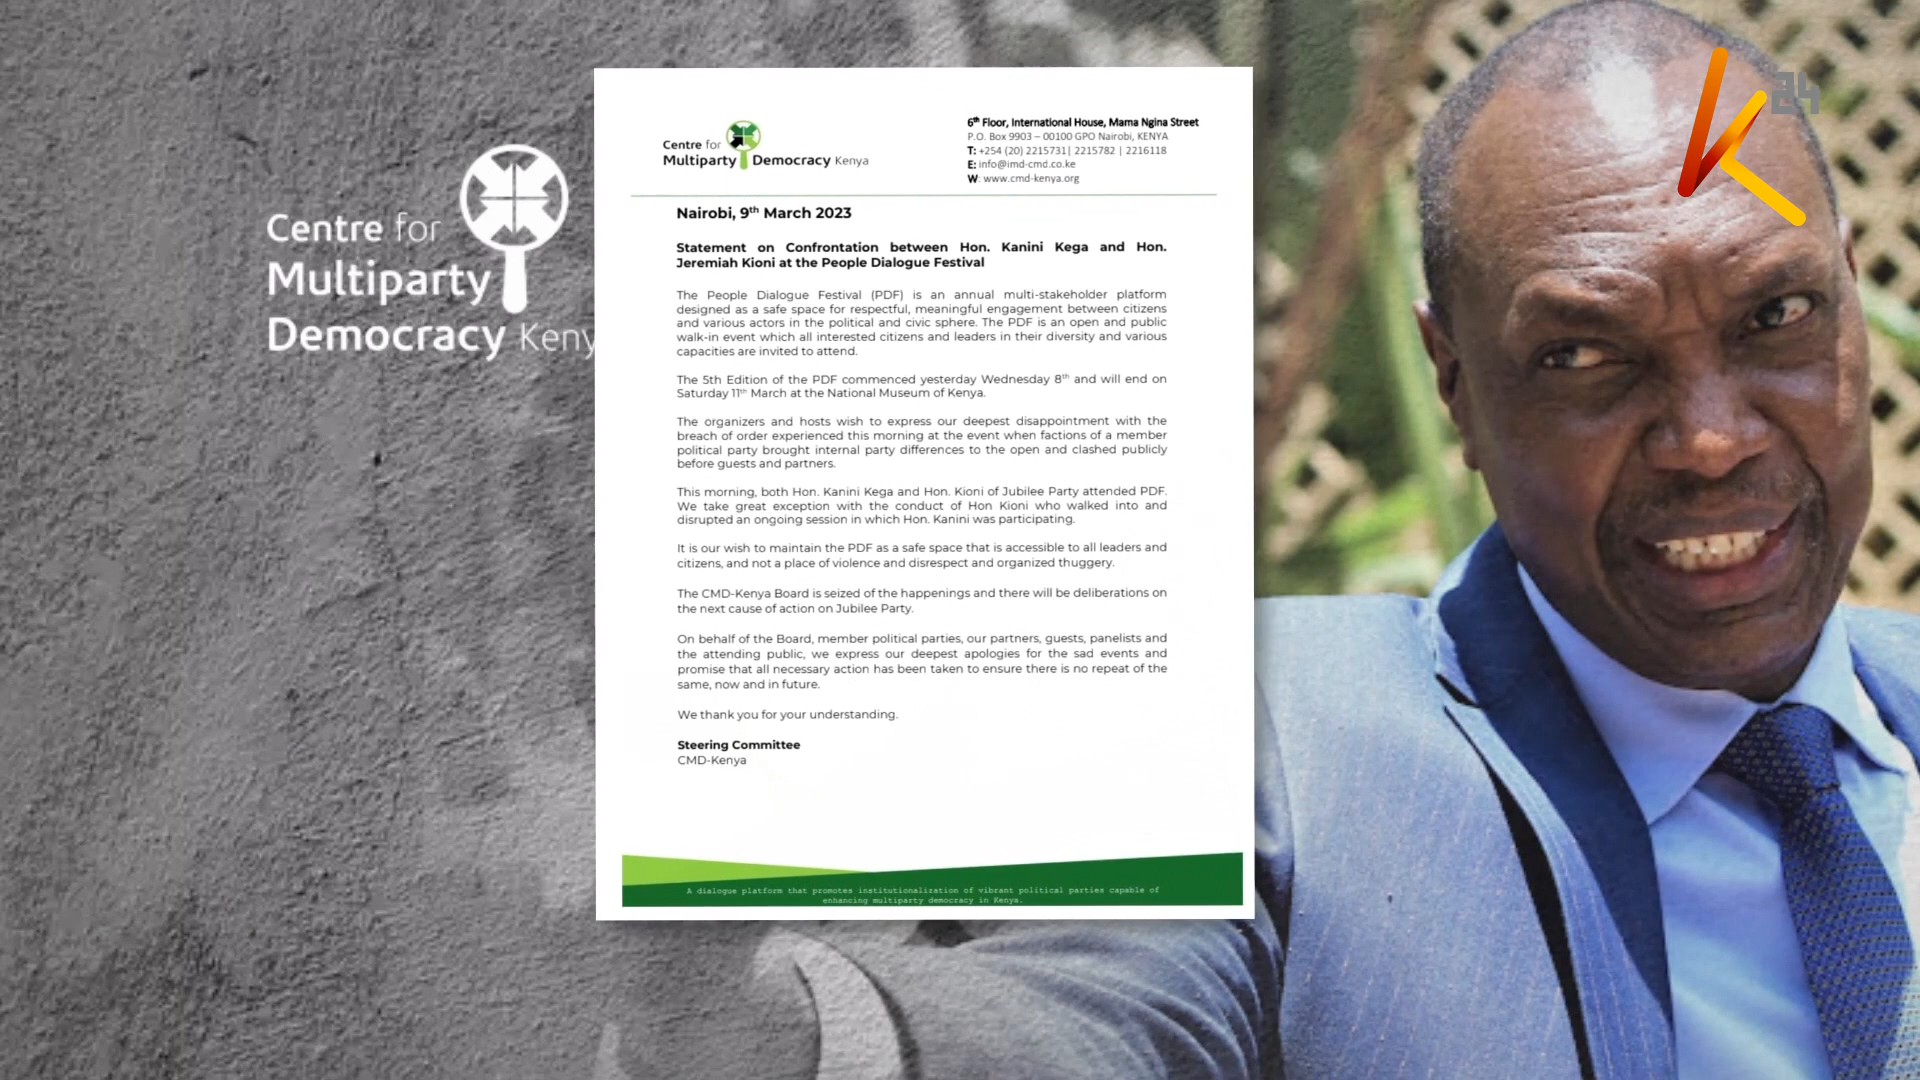 Centre for
Multiparty
Democracy Keny
Centre for
Multiparty Democracy Kenya
6th Floor, International House, Mama Ngina Street
P.O. Box 9903 – 00100 GPO Nairobi, KENYA
T: +254 (20) 2215731| 2215782 | 2216118
E: info@imd-cmd.co.ke
W: www.cmd-kenya.org
24
Nairobi, 9th March 2023
Statement on Confrontation between Hon. Kanini Kega and Hon.
Jeremiah Kioni at the People Dialogue Festival
The People Dialogue Festival (PDF) is an annual multi-stakeholder platform
designed as a safe space for respectful, meaningful engagement between citizens
and various actors in the political and civic sphere. The PDF is an open and public
walk-in event which all interested citizens and leaders in their diversity and various
capacities are invited to attend.
The 5th Edition of the PDF commenced yesterday Wednesday 8th and will end on
Saturday 11th March at the National Museum of Kenya.
The organizers and hosts wish to express our deepest disappointment with the
breach of order experienced this morning at the event when factions of a member
political party brought internal party differences to the open and clashed publicly
before guests and partners.
This morning, both Hon. Kanini Kega and Hon. Kioni of Jubilee Party attended PDF.
We take great exception with the conduct of Hon Kioni who walked into and
disrupted an ongoing session in which Hon. Kanini was participating.
It is our wish to maintain the PDF as a safe space that is accessible to all leaders and
citizens, and not a place of violence and disrespect and organized thuggery.
The CMD-Kenya Board is seized of the happenings and there will be deliberations on
the next cause of action on Jubilee Party.
On behalf of the Board, member political parties, our partners, guests, panelists and
the attending public, we express our deepest apologies for the sad events and
promise that all necessary action has been taken to ensure there is no repeat of the
same, now and in future.
We thank you for your understanding.
Steering Committee
CMD-Kenya
A dialogue platform that promotes institutionalization of vibrant political parties capable of
enhancing multiparty democracy in Kenya.